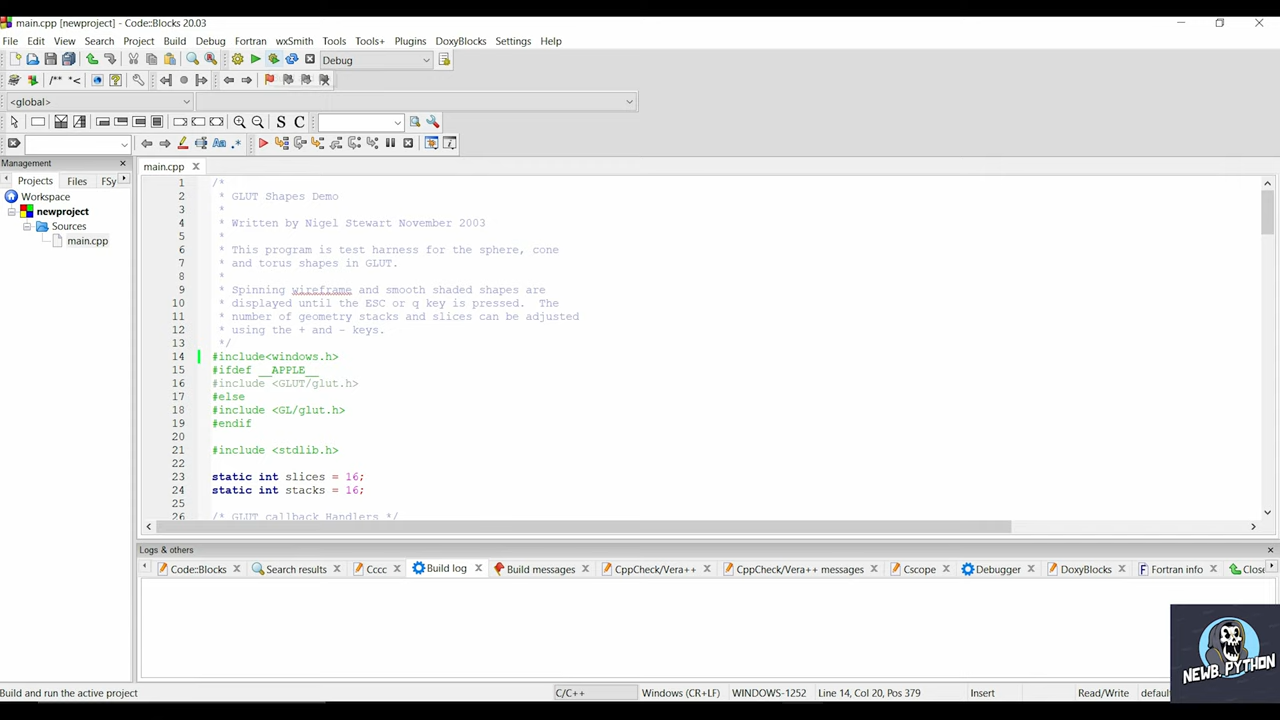 main.cpp [newproject] - Code::Blocks 20.03
File Edit View Search Project Build Debug Fortran wxSmith Tools Tools+ Plugins DoxyBlocks Settings Help
Debug
/** *<
<global>
S C
Aa .*
Management
main.cpp
Projects Files FSy
Workspace
newproject
Sources
main.cpp
1 /*
2 * GLUT Shapes Demo
3 *
4 * Written by Nigel Stewart November 2003
5 *
6 * This program is test harness for the sphere, cone
7 * and torus shapes in GLUT.
8 *
9 * Spinning wireframe and smooth shaded shapes are
10 * displayed until the ESC or q key is pressed.  The
11 * number of geometry stacks and slices can be adjusted
12 * using the + and - keys.
13 */
14 #include<windows.h>
15 #ifdef __APPLE__
16 #include <GLUT/glut.h>
17 #else
18 #include <GL/glut.h>
19 #endif
20
21 #include <stdlib.h>
22
23 static int slices = 16;
24 static int stacks = 16;
25
26 /* GLUT callback Handlers */
Logs & others
Code::Blocks Search results Cccc Build log Build messages CppCheck/Vera++ CppCheck/Vera++ messages Cscope Debugger DoxyBlocks Fortran info Close
NEWB.PYTHON
Build and run the active project C/C++ Windows (CR+LF) WINDOWS-1252 Line 14, Col 20, Pos 379 Insert Read/Write defau